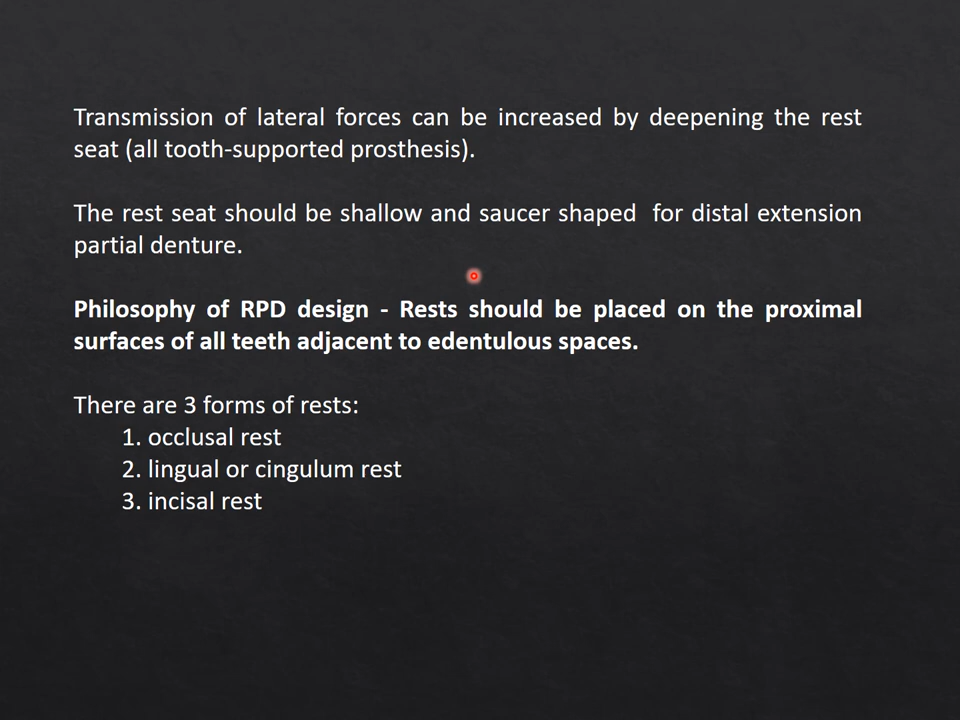 Transmission of lateral forces can be increased by deepening the rest
seat (all tooth-supported prosthesis).
The rest seat should be shallow and saucer shaped  for distal extension
partial denture.
Philosophy of RPD design - Rests should be placed on the proximal
surfaces of all teeth adjacent to edentulous spaces.
There are 3 forms of rests:
1. occlusal rest
2. lingual or cingulum rest
3. incisal rest